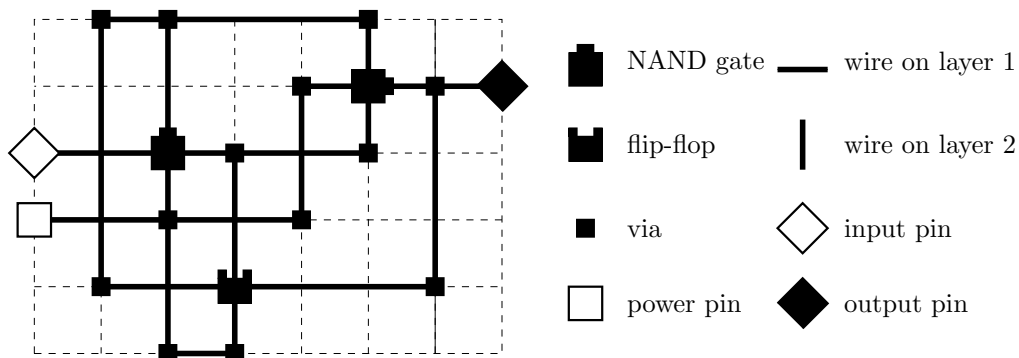 NAND gate wire on layer 1
flip-flop wire on layer 2
via input pin
power pin output pin